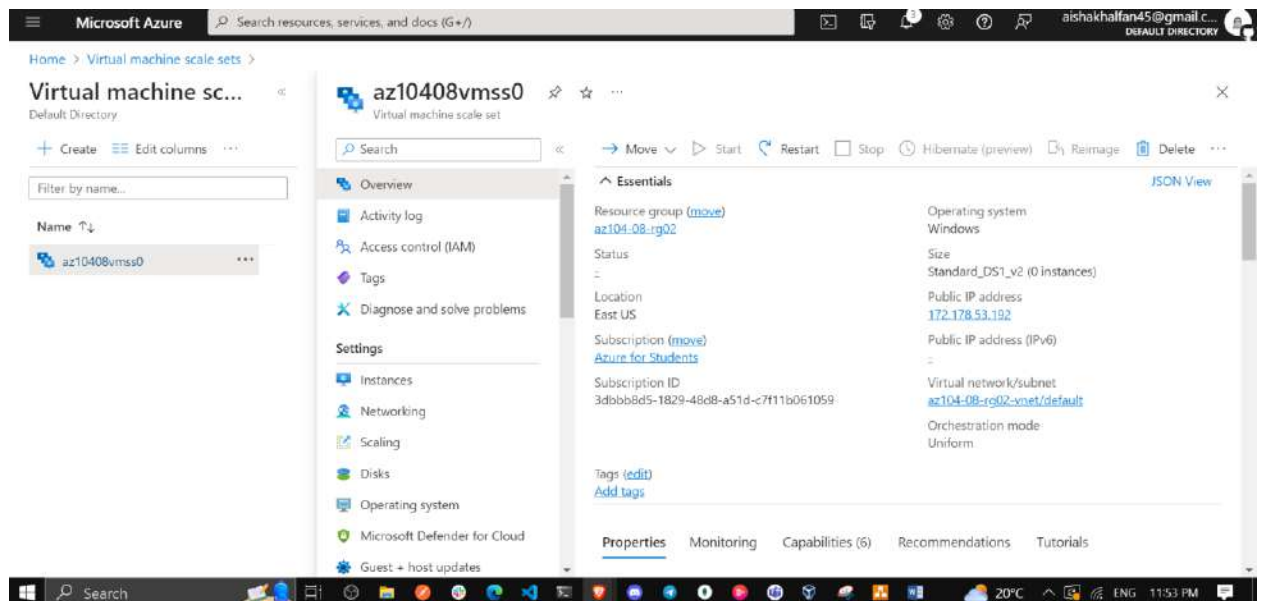 Microsoft Azure
Search resources, services, and docs (G+/)
3
aishakhalfan45@gmail.c...
DEFAULT DIRECTORY
Home > Virtual machine scale sets >
Virtual machine sc...
Default Directory
+ Create
Edit columns
...
Filter by name...
Name ↑↓
az10408vmss0
...
az10408vmss0
...
Virtual machine scale set
Search
Move
Start
Restart
Stop
Hibernate (preview)
Reimage
Delete
...
Overview
Activity log
Access control (IAM)
Tags
Diagnose and solve problems
Settings
Instances
Networking
Scaling
Disks
Operating system
Microsoft Defender for Cloud
Guest + host updates
Essentials
JSON View
Resource group (move)
az104-08-rg02
Status
-
Location
East US
Subscription (move)
Azure for Students
Subscription ID
3dbbb8d5-1829-48d8-a51d-c7f11b061059
Operating system
Windows
Size
Standard_DS1_v2 (0 instances)
Public IP address
172.178.53.192
Public IP address (IPv6)
-
Virtual network/subnet
az104-08-rg02-vnet/default
Orchestration mode
Uniform
Tags (edit)
Add tags
Properties
Monitoring
Capabilities (6)
Recommendations
Tutorials
Search
20°C
ENG
11:53 PM